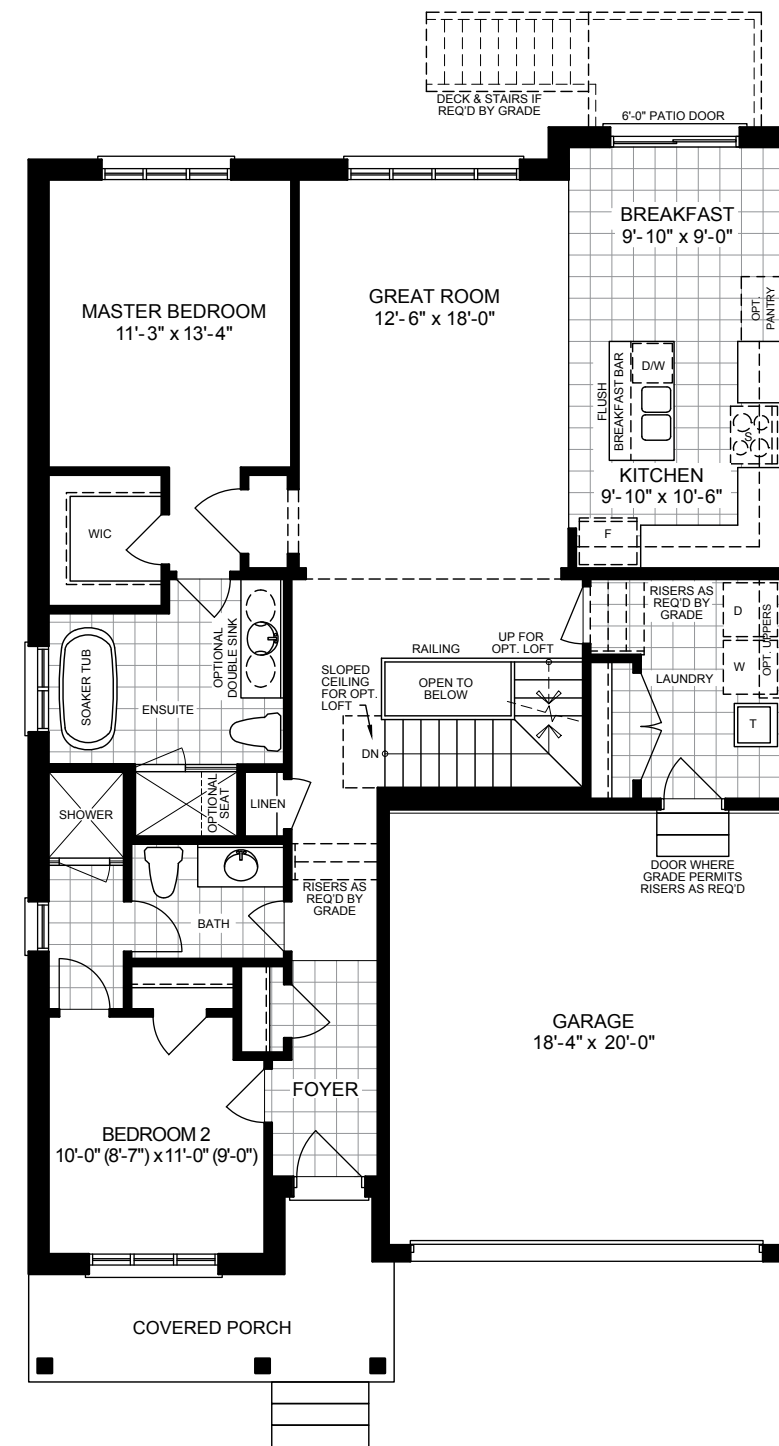 DECK & STAIRS IF
REQ'D BY GRADE
6'-0" PATIO DOOR
BREAKFAST
9'-10" x 9'-0"
MASTER BEDROOM
11'-3" x 13'-4"
GREAT ROOM
12'-6" x 18'-0"
OPT.
PANTRY
D/W
FLUSH
BREAKFAST BAR
S
KITCHEN
9'-10" x 10'-6"
WIC
F
RISERS AS
REQ'D BY
GRADE
D
OPT. UPPERS
W
LAUNDRY
T
OPTIONAL
DOUBLE SINK
RAILING
UP FOR
OPT. LOFT
SLOPED
CEILING
FOR OPT.
LOFT
OPEN TO
BELOW
SOAKER TUB
ENSUITE
DN
SHOWER
OPTIONAL
SEAT
LINEN
RISERS AS
REQ'D BY
GRADE
DOOR WHERE
GRADE PERMITS
RISERS AS REQ'D
BATH
GARAGE
18'-4" x 20'-0"
FOYER
BEDROOM 2
10'-0" (8'-7") x 11'-0" (9'-0")
COVERED PORCH